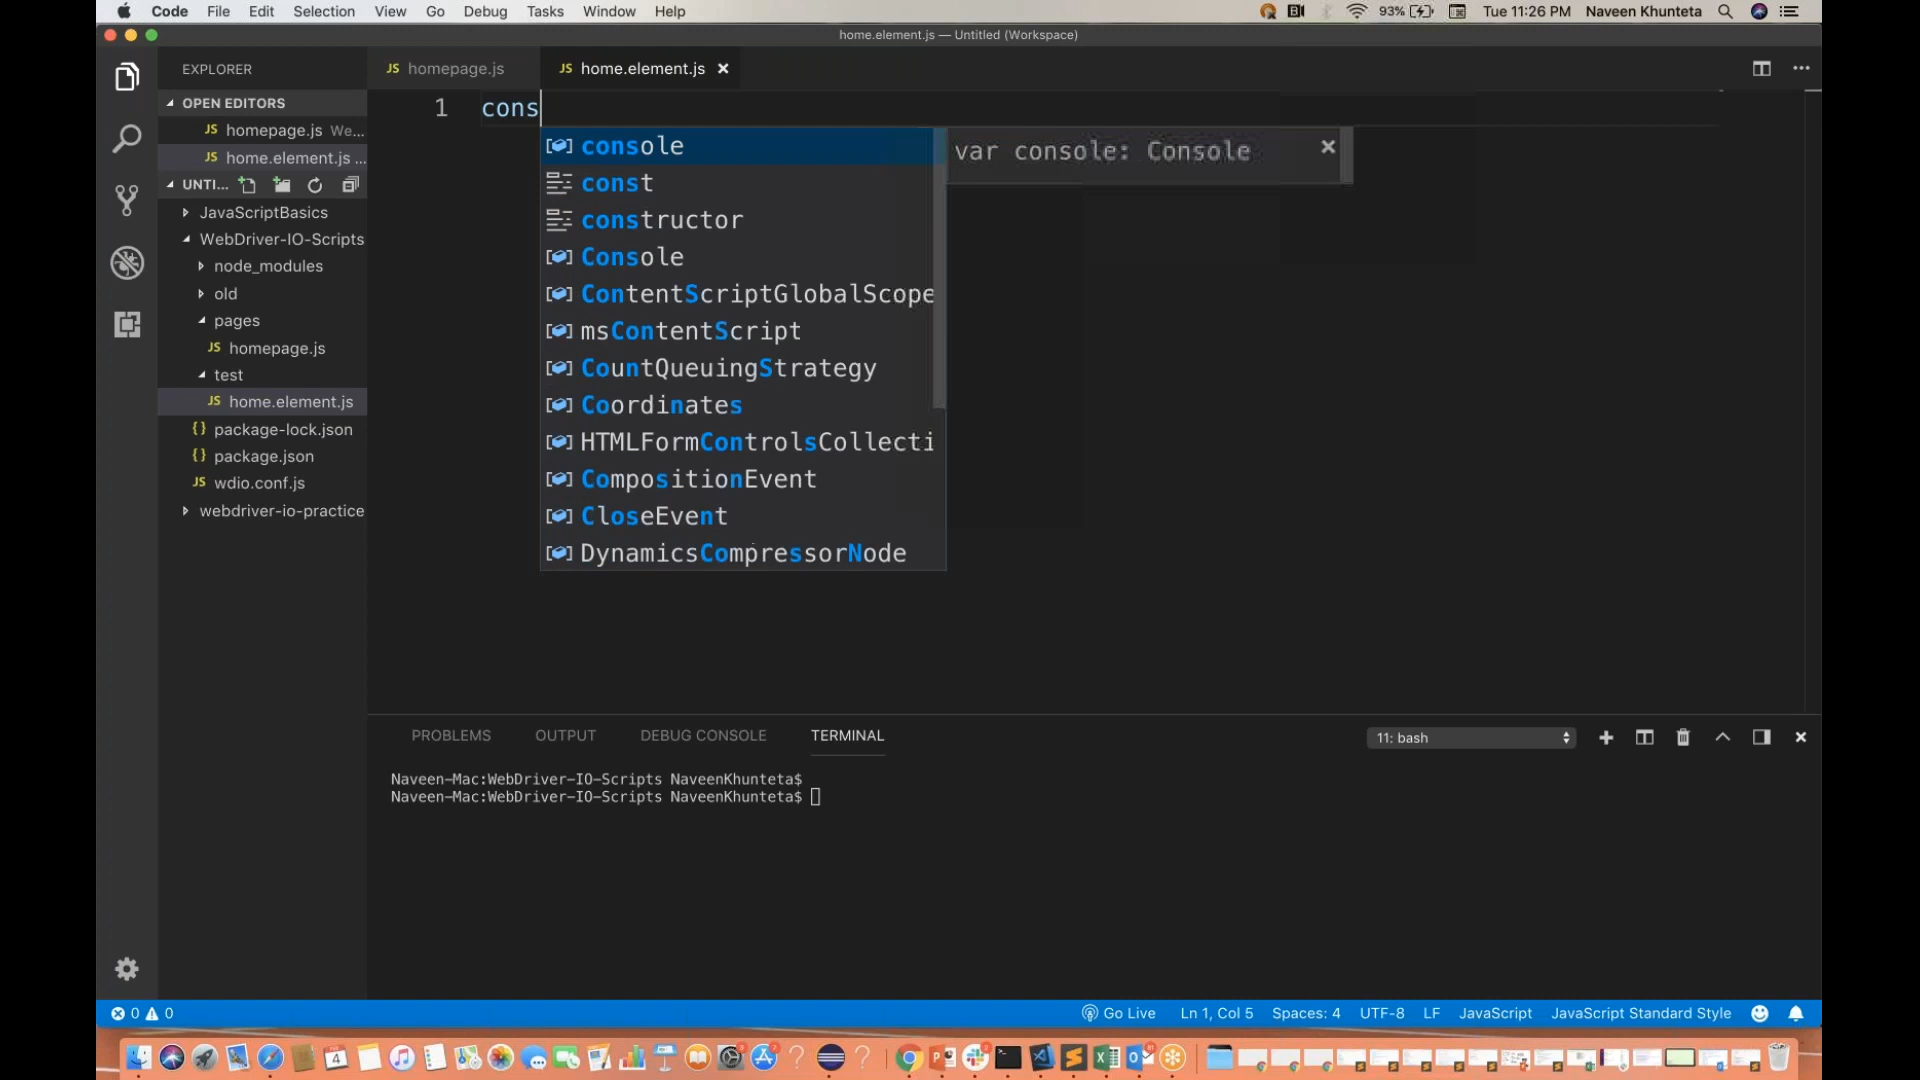 Code File Edit Selection View Go Debug Tasks Window Help 93% Tue 11:26 PM Naveen Khunteta
home.element.js — Untitled (Workspace)
EXPLORER
JS homepage.js
JS home.element.js
OPEN EDITORS
JS homepage.js We...
JS home.element.js ...
UNTI...
JavaScriptBasics
WebDriver-IO-Scripts
node_modules
old
pages
JS homepage.js
test
JS home.element.js
{} package-lock.json
{} package.json
JS wdio.conf.js
webdriver-io-practice
1 cons
console
const
constructor
Console
ContentScriptGlobalScope
msContentScript
CountQueuingStrategy
Coordinates
HTMLFormControlsCollecti
CompositionEvent
CloseEvent
DynamicsCompressorNode
var console: Console
PROBLEMS OUTPUT DEBUG CONSOLE TERMINAL 11: bash
Naveen-Mac:WebDriver-IO-Scripts NaveenKhunteta$
Naveen-Mac:WebDriver-IO-Scripts NaveenKhunteta$
0 0 Go Live Ln 1, Col 5 Spaces: 4 UTF-8 LF JavaScript JavaScript Standard Style